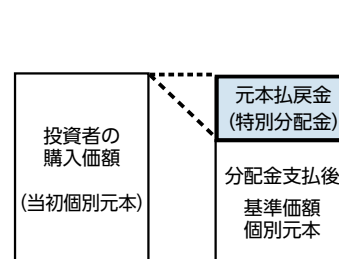 投資者の
購入価額
(当初個別元本)
元本払戻金
(特別分配金)
分配金支払後
基準価額
個別元本